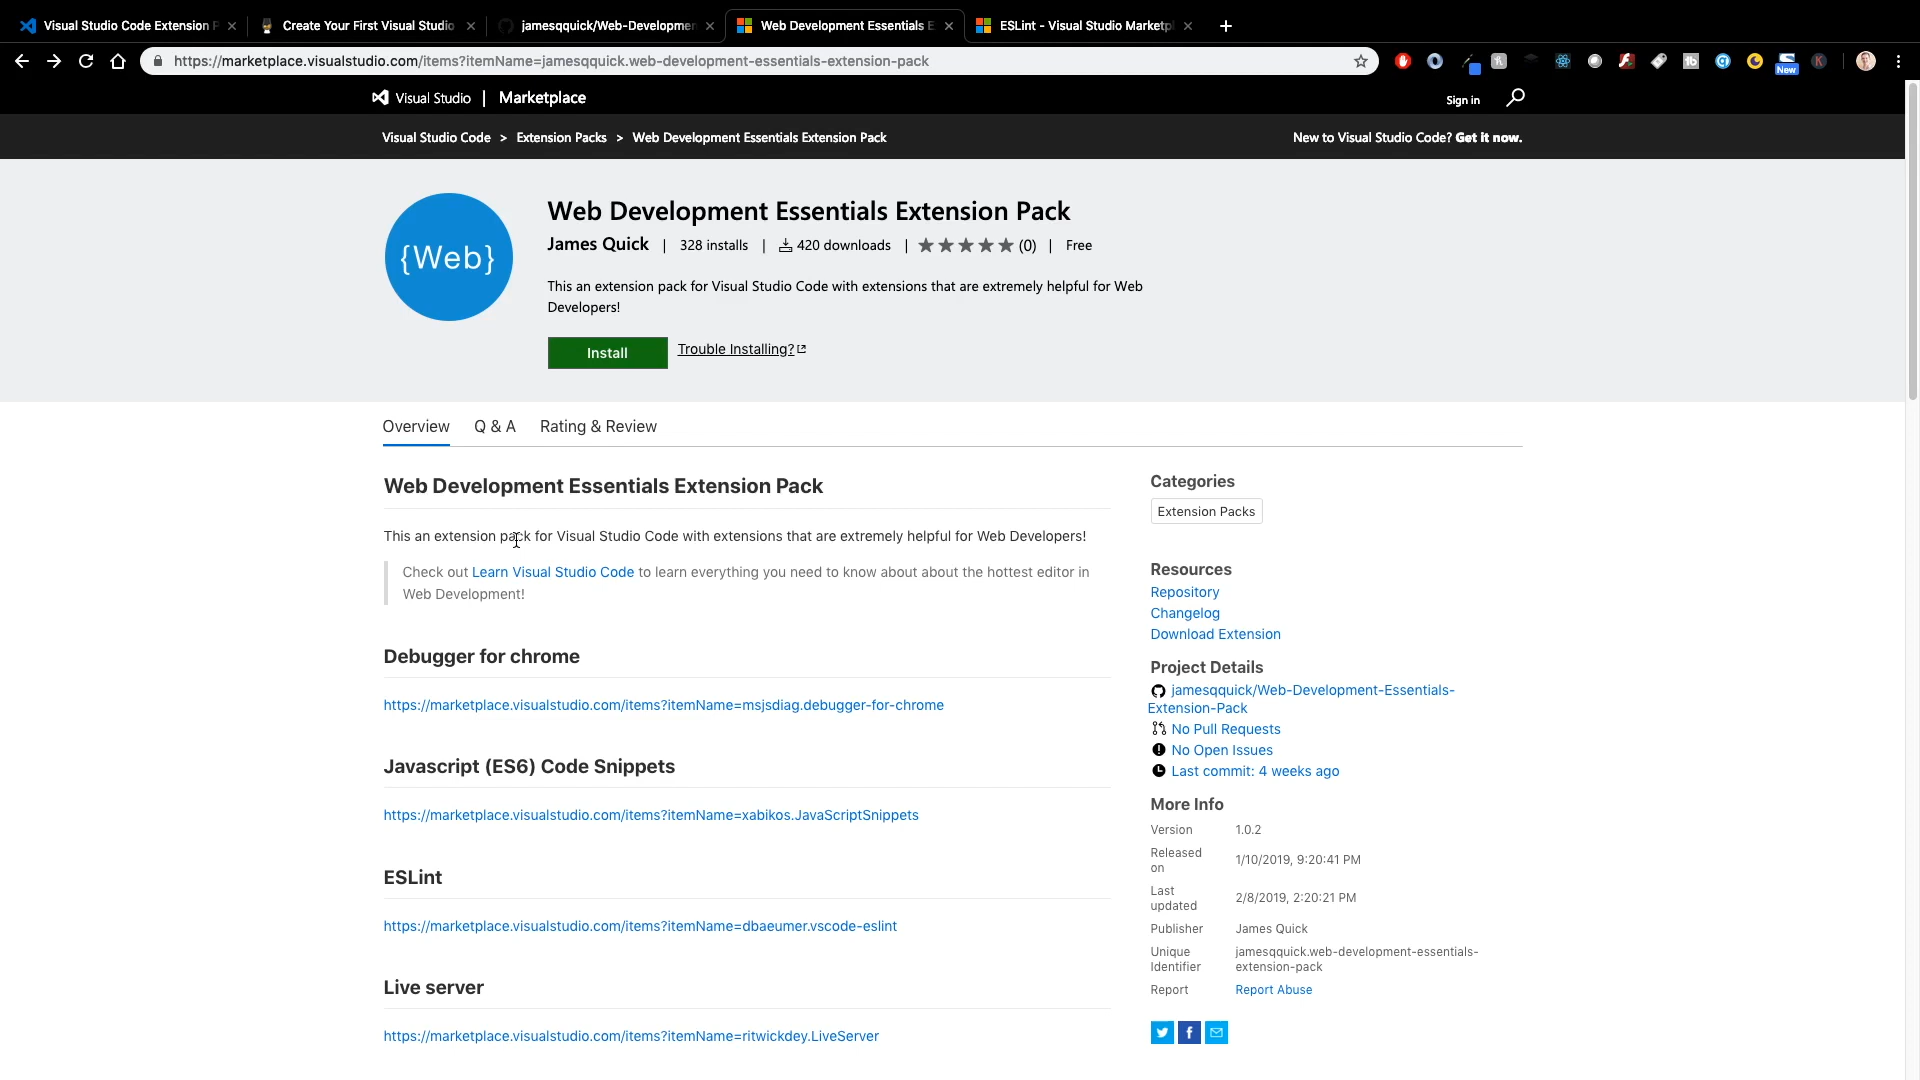 Visual Studio Code Extension P
Create Your First Visual Studio
jamesqquick/Web-Developmen
Web Development Essentials E
ESLint - Visual Studio Marketpl
https://marketplace.visualstudio.com/items?itemName=jamesqquick.web-development-essentials-extension-pack
New
Visual Studio | Marketplace
Sign in
Visual Studio Code > Extension Packs > Web Development Essentials Extension Pack
New to Visual Studio Code? Get it now.
{Web}
Web Development Essentials Extension Pack
James Quick | 328 installs | 420 downloads | (0) | Free
This an extension pack for Visual Studio Code with extensions that are extremely helpful for Web
Developers!
Install
Trouble Installing?
Overview
Q & A
Rating & Review
Web Development Essentials Extension Pack
This an extension pack for Visual Studio Code with extensions that are extremely helpful for Web Developers!
Check out Learn Visual Studio Code to learn everything you need to know about about the hottest editor in
Web Development!
Debugger for chrome
https://marketplace.visualstudio.com/items?itemName=msjsdiag.debugger-for-chrome
Javascript (ES6) Code Snippets
https://marketplace.visualstudio.com/items?itemName=xabikos.JavaScriptSnippets
ESLint
https://marketplace.visualstudio.com/items?itemName=dbaeumer.vscode-eslint
Live server
https://marketplace.visualstudio.com/items?itemName=ritwickdey.LiveServer
Categories
Extension Packs
Resources
Repository
Changelog
Download Extension
Project Details
jamesqquick/Web-Development-Essentials-
Extension-Pack
No Pull Requests
No Open Issues
Last commit: 4 weeks ago
More Info
Version 1.0.2
Released
on 1/10/2019, 9:20:41 PM
Last
updated 2/8/2019, 2:20:21 PM
Publisher James Quick
Unique jamesqquick.web-development-essentials-
Identifier extension-pack
Report Report Abuse